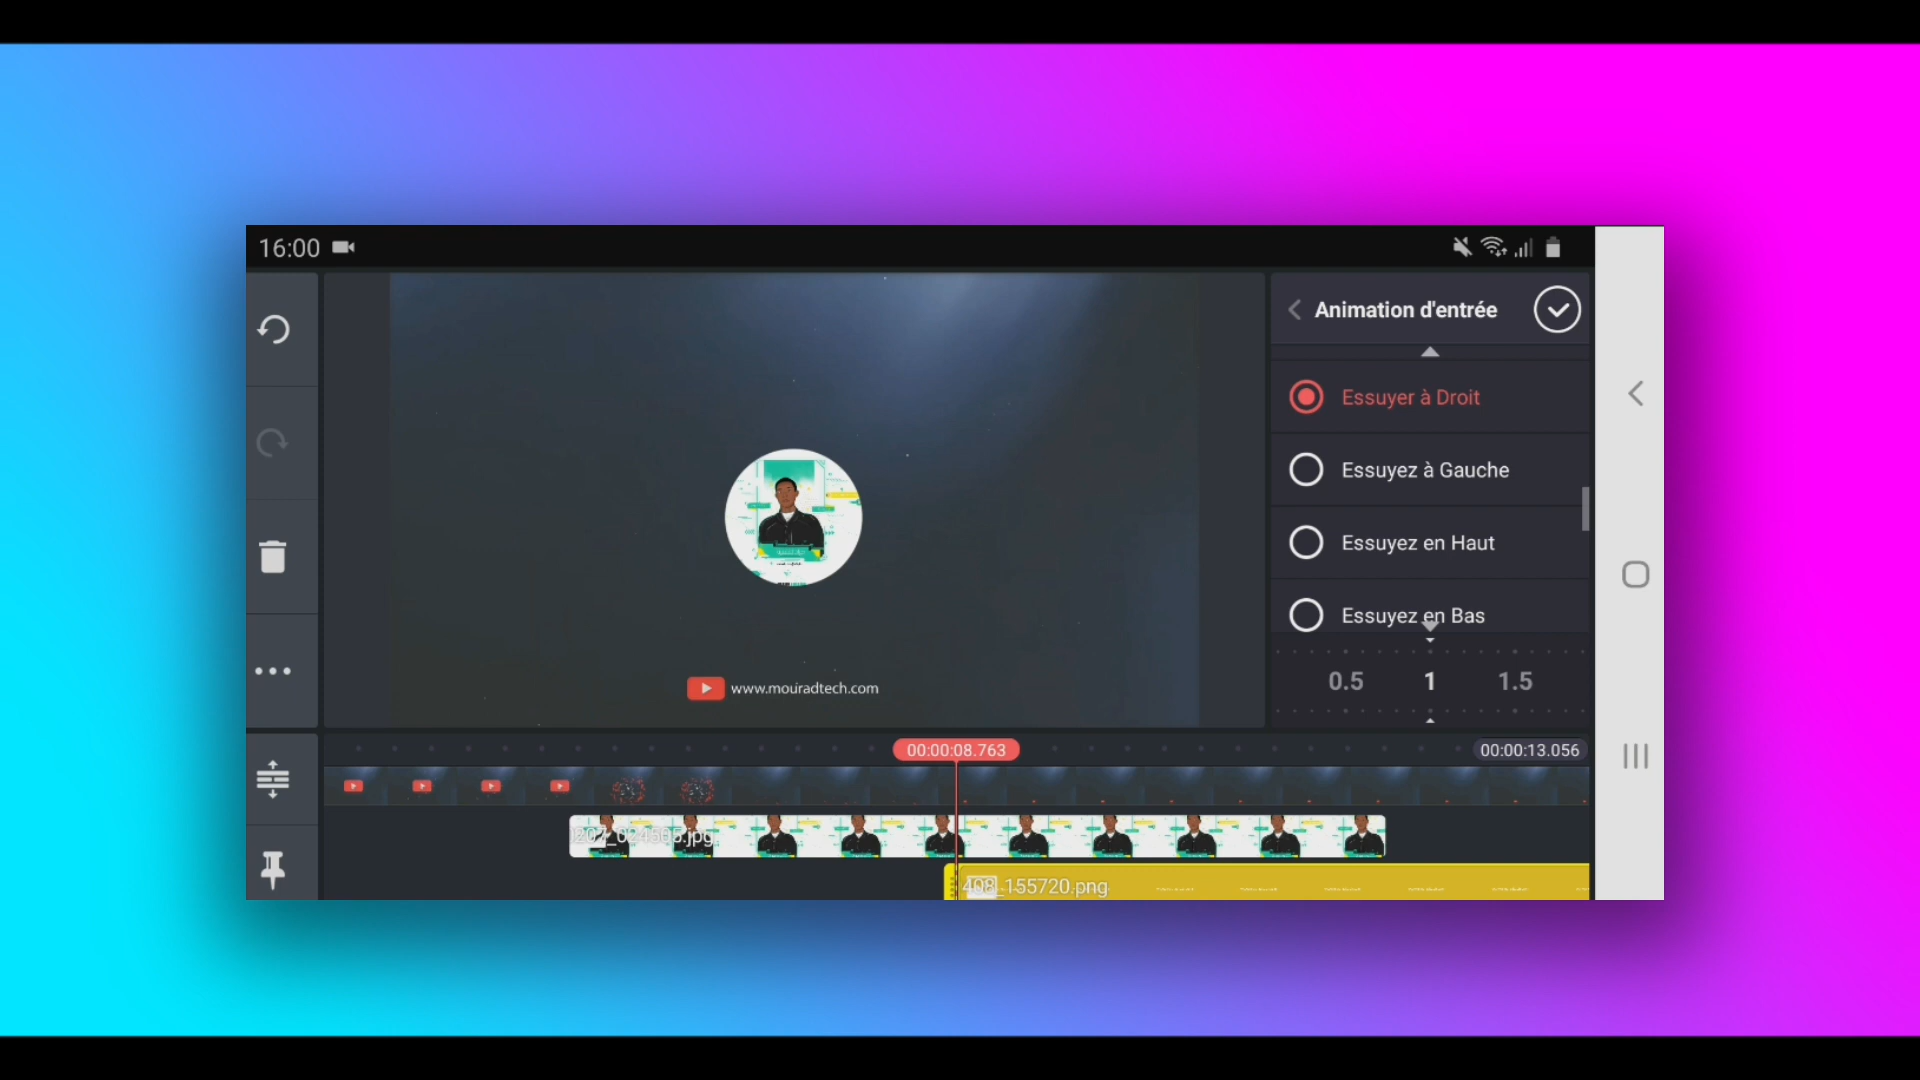 16:00
Animation d'entrée
Essuyer à Droit
Essuyez à Gauche
Essuyez en Haut
Essuyez en Bas
0.5 1 1.5
www.mouradtech.com
00:00:08.763
00:00:13.056
408_155720.png